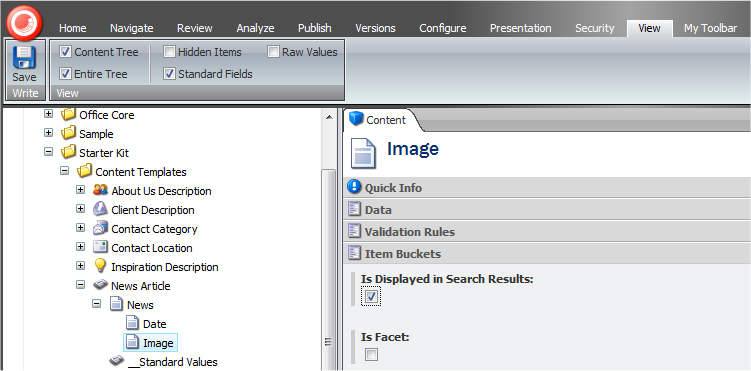 Home Navigate Review Analyze Publish Versions Configure Presentation Security View My Toolbar
Content Tree Hidden Items Raw Values
Save Entire Tree Standard Fields
Write View
Office Core
Sample
Starter Kit
Content Templates
About Us Description
Client Description
Contact Category
Contact Location
Inspiration Description
News Article
News
Date
Image
__Standard Values
Content
Image
Quick Info
Data
Validation Rules
Item Buckets
Is Displayed in Search Results:
Is Facet: